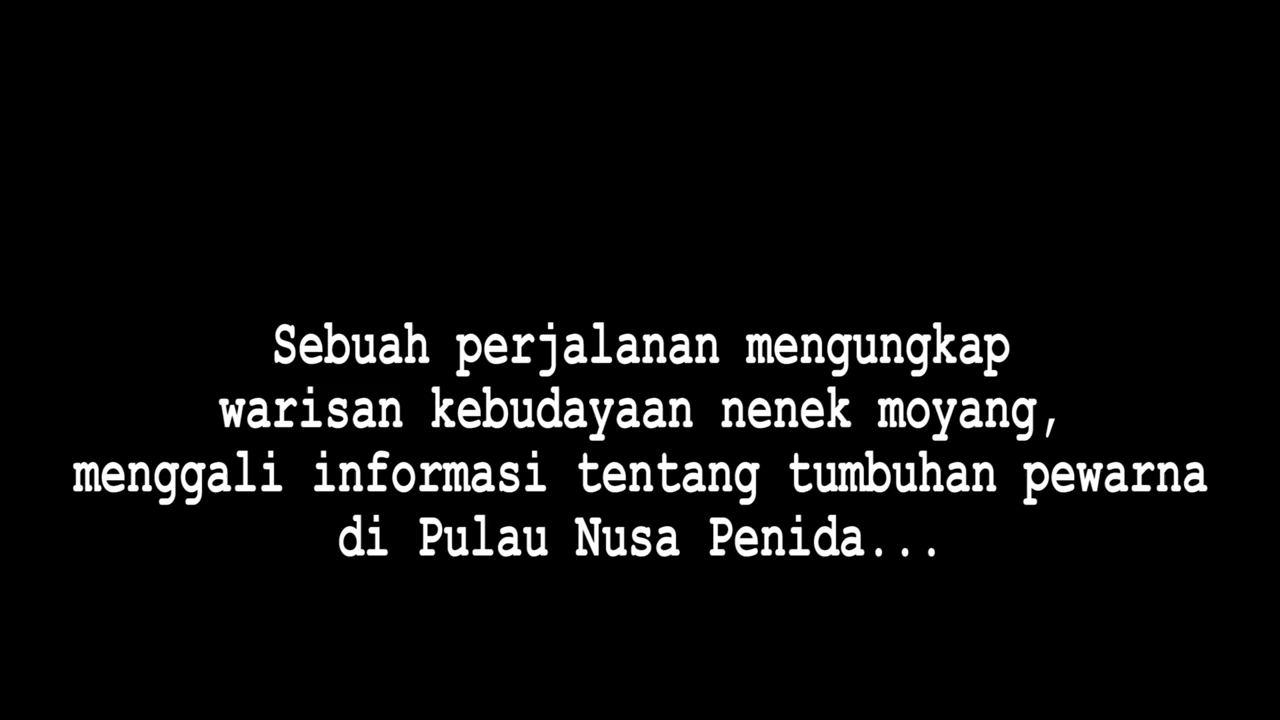 Sebuah perjalanan mengungkap
warisan kebudayaan nenek moyang,
menggali informasi tentang tumbuhan pewarna
di Pulau Nusa Penida...